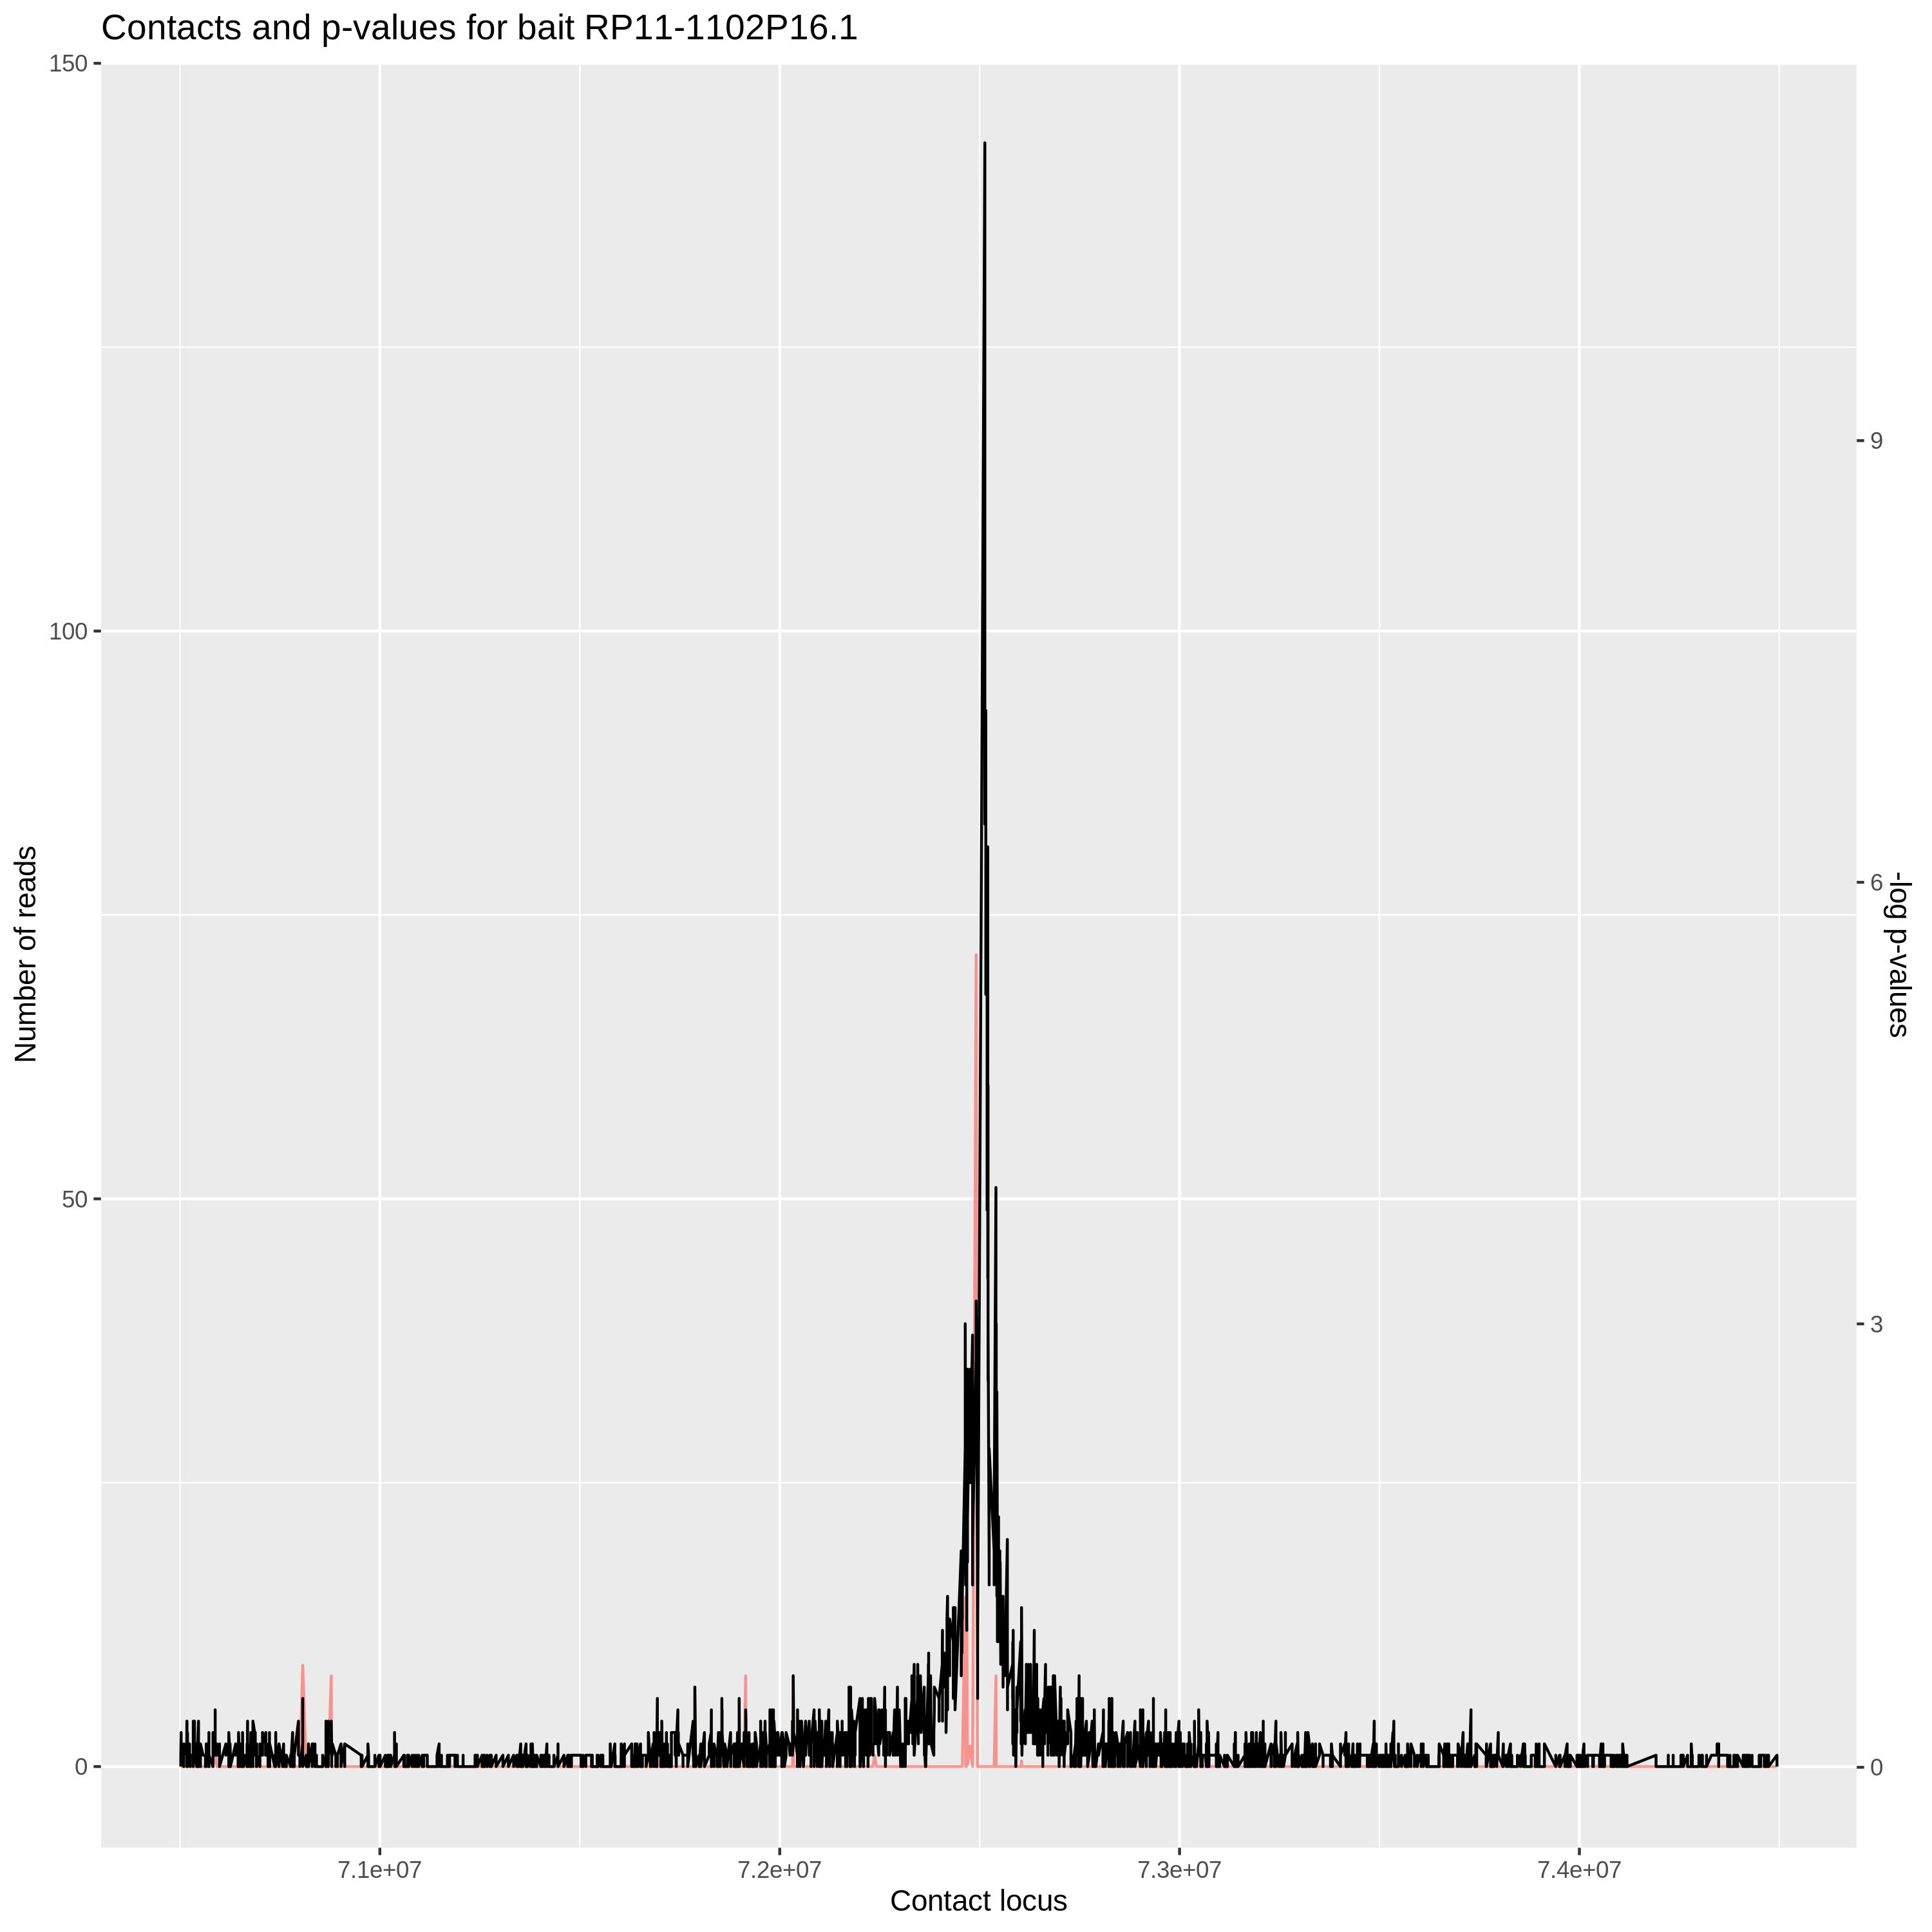 Contacts and p-values for bait RP11-1102P16.1
150
100
50
0
Number of reads
9
6
3
0
-log p-values
7.1e+07
7.2e+07
7.3e+07
7.4e+07
Contact locus